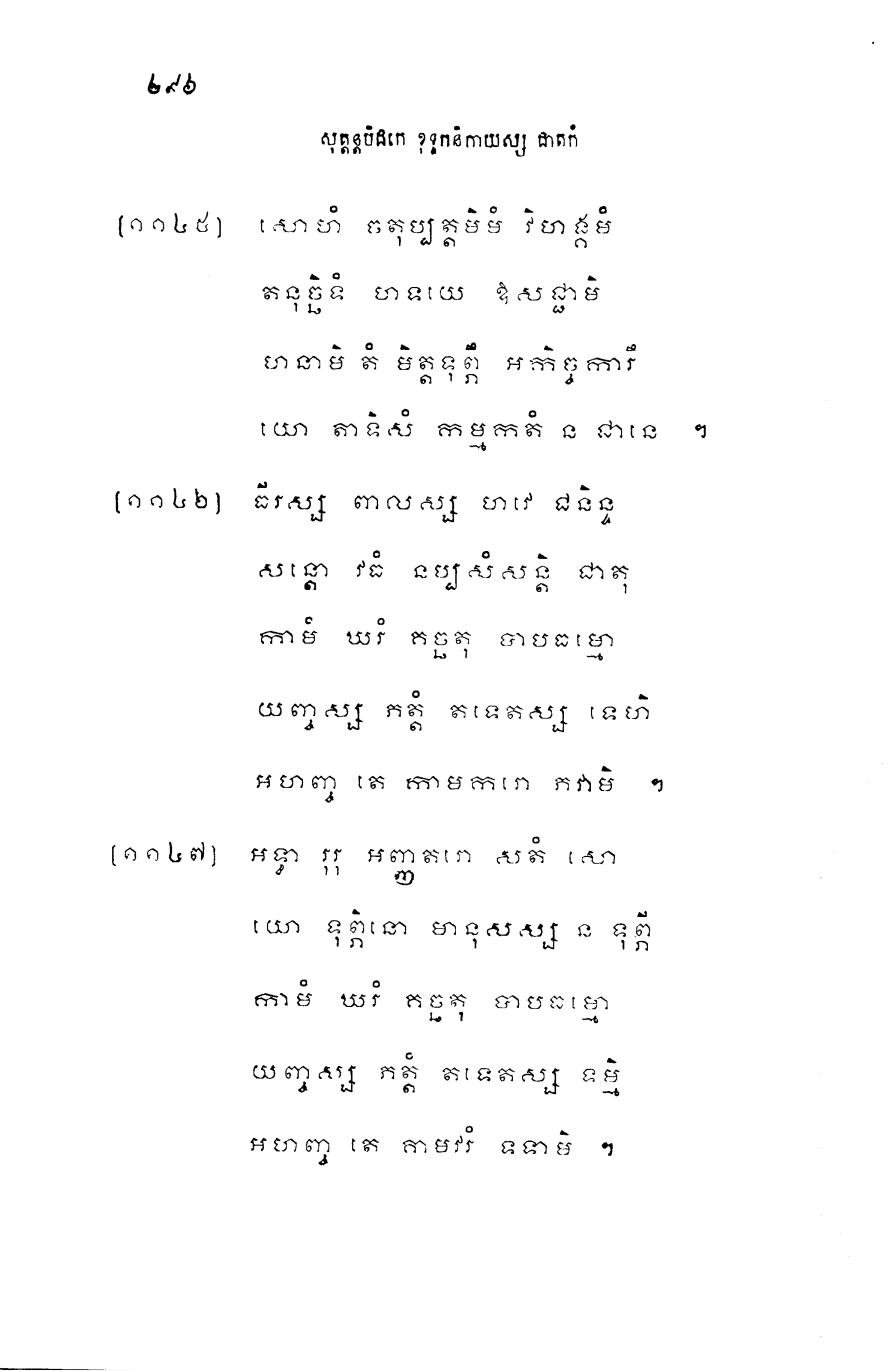 ២៩៦
សុត្តន្តបិដកេ ខុទ្ទកនិកាយស្ស ជាតកំ
[១១៤៥] សោហំ ចតុប្បត្តមិមំ វិហង្គមំ
តនុច្ឆិទំ ហទយេ ឱសជ្ជាមិ
ហនាមិ តំ មិត្តទុព្ភឹ អកិច្ចការឹ
យោ តាទិសំ កម្មកតំ ន ជានេ ។
[១១៤៦] ធីរស្ស ពាលស្ស ហវេ ជនិន្ទ
សន្តោ វធំ នប្បសំសន្តិ ជាតុ
កាមំ ឃរំ គច្ឆតុ បាបធម្មោ
យញ្ចស្ស ភត្តំ តទេតស្ស ទេហិ
អហញ្ច តេ កាមករោ ភវាមិ ។
[១១៤៧] អទ្ធា រុរុ អញ្ញតរោ សតំ សោ
យោ ទុព្ភិនោ មានុសស្ស ន ទុព្ភី
កាមំ ឃរំ គច្ឆតុ បាបធម្មោ
យញ្ចស្ស ភត្តំ តទេតស្ស ទម្មិ
អហញ្ច តេ កាមវរំ ទទាមិ ។